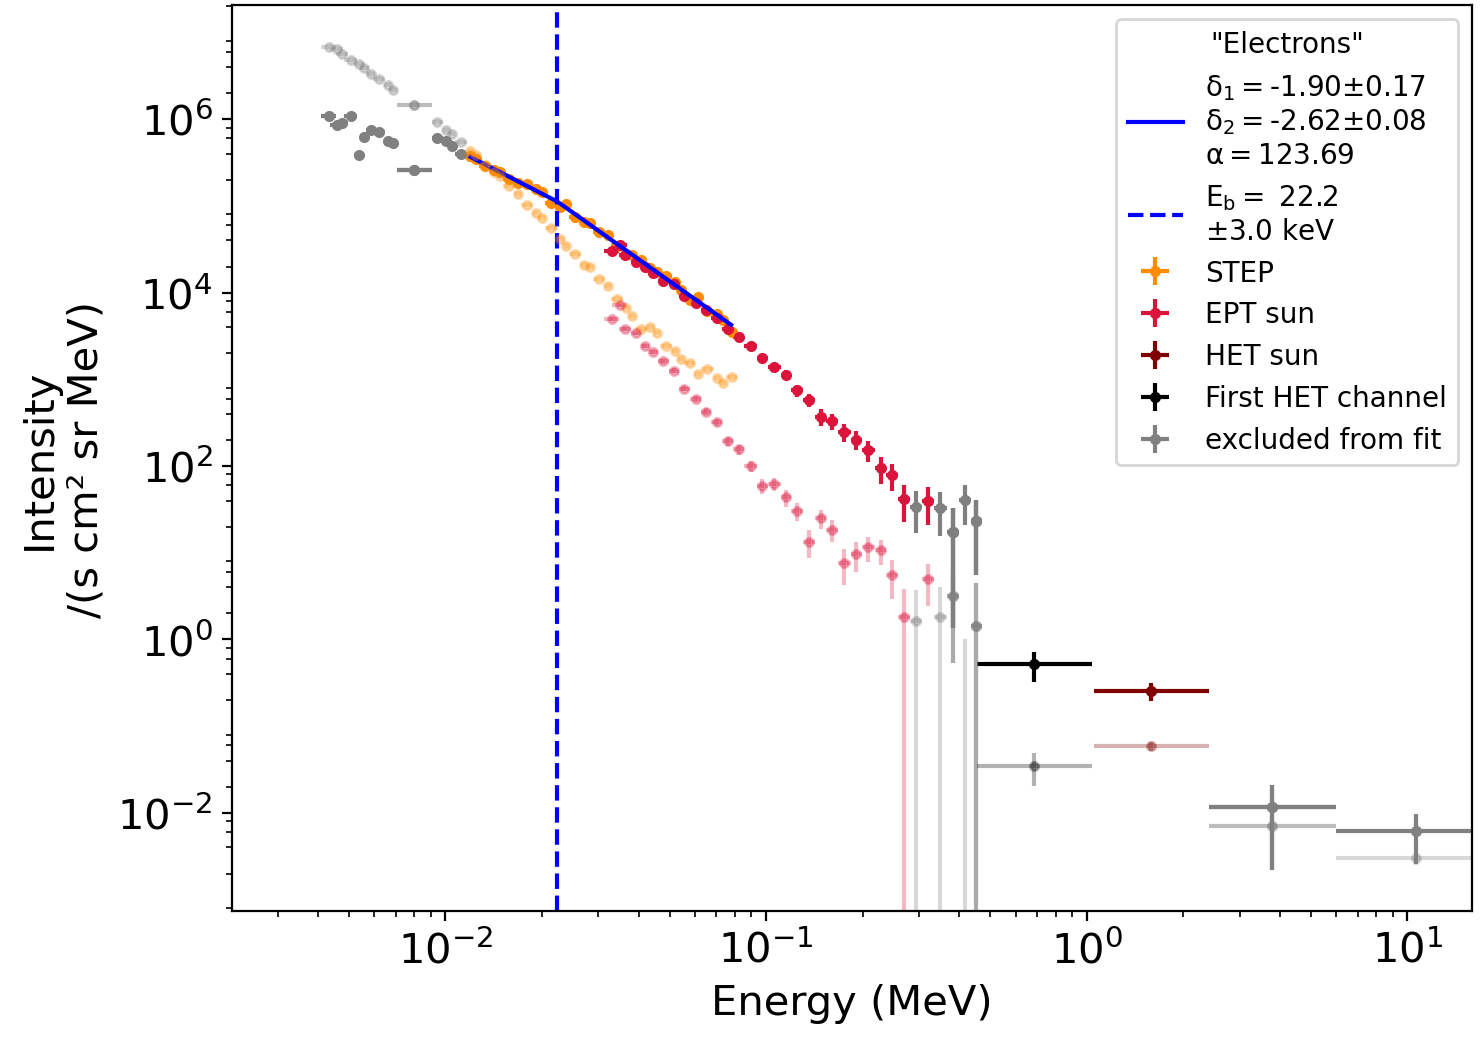 "Electrons"
δ₁ = -1.90±0.17
δ₂ = -2.62±0.08
α = 123.69
E_b = 22.2
±3.0 keV
STEP
EPT sun
HET sun
First HET channel
excluded from fit
Intensity
/(s cm² sr MeV)
10⁶
10⁴
10²
10⁰
10⁻²
10⁻²
10⁻¹
10⁰
10¹
Energy (MeV)